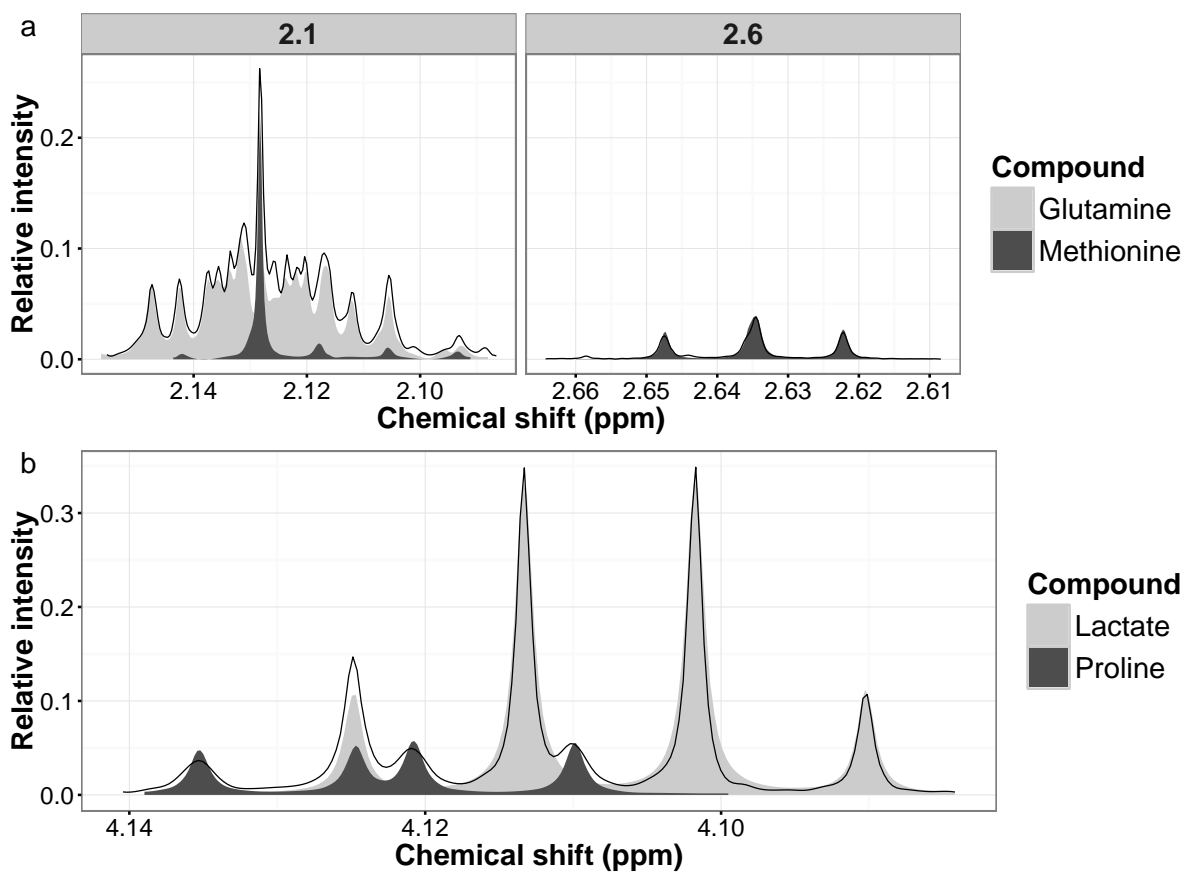 a
2.1 2.6
Relative intensity
0.2
0.1
0.0
2.14 2.12 2.10 2.66 2.65 2.64 2.63 2.62 2.61
Chemical shift (ppm)
Compound
Glutamine
Methionine
b
Relative intensity
0.3
0.2
0.1
0.0
4.14 4.12 4.10
Chemical shift (ppm)
Compound
Lactate
Proline